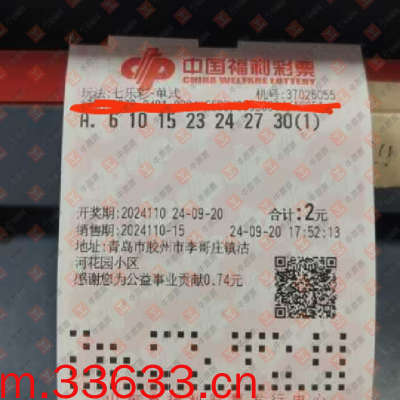 中国福利彩票
CHINA WELFARE LOTTERY
玩法:七乐彩-单式 机号:37028055
A. 6 10 15 23 24 27 30(1)
开奖期:2024110 24-09-20 合计:2元
销售期:2024110-15 24-09-20 17:52:13
地址:青岛市胶州市李哥庄镇沽
河花园小区
感谢您为公益事业贡献0.74元
m.33633.cn